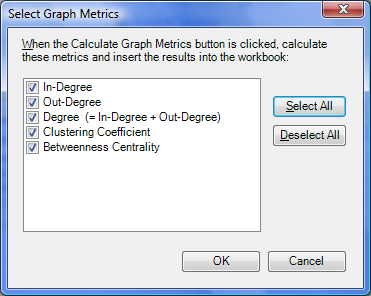 Select Graph Metrics
When the Calculate Graph Metrics button is clicked, calculate
these metrics and insert the results into the workbook:
In-Degree
Out-Degree
Degree (= In-Degree + Out-Degree)
Clustering Coefficient
Betweenness Centrality
Select All
Deselect All
OK
Cancel